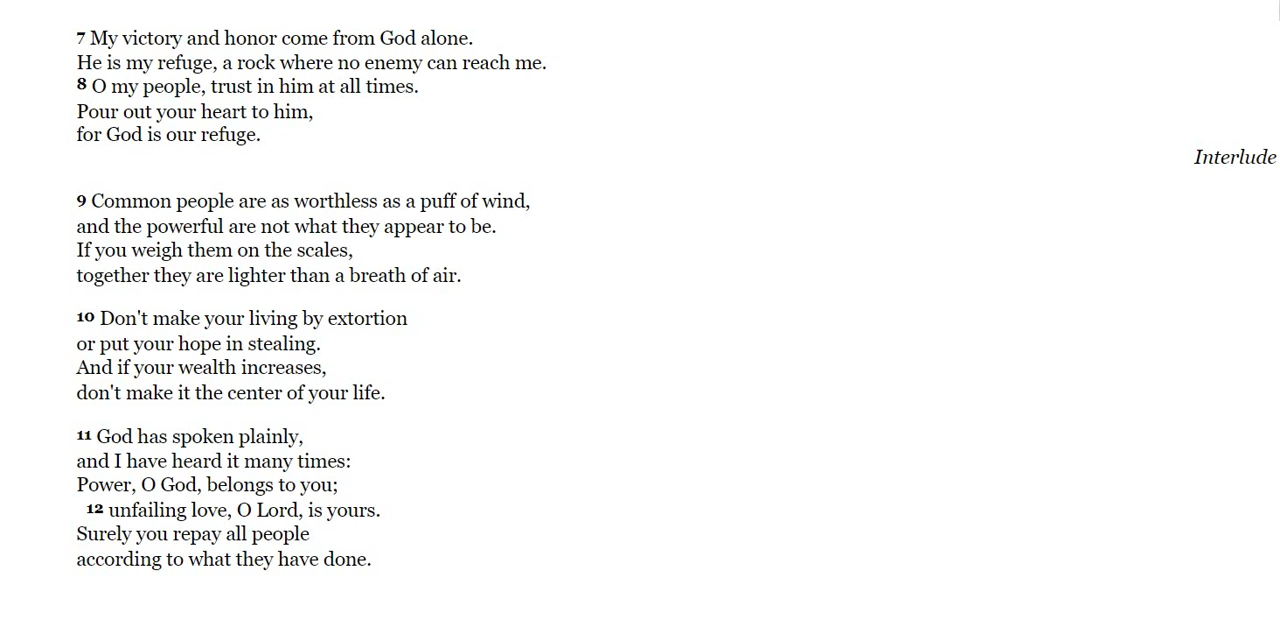 7 My victory and honor come from God alone.
He is my refuge, a rock where no enemy can reach me.
8 O my people, trust in him at all times.
Pour out your heart to him,
for God is our refuge.
Interlude
9 Common people are as worthless as a puff of wind,
and the powerful are not what they appear to be.
If you weigh them on the scales,
together they are lighter than a breath of air.
10 Don't make your living by extortion
or put your hope in stealing.
And if your wealth increases,
don't make it the center of your life.
11 God has spoken plainly,
and I have heard it many times:
Power, O God, belongs to you;
12 unfailing love, O Lord, is yours.
Surely you repay all people
according to what they have done.